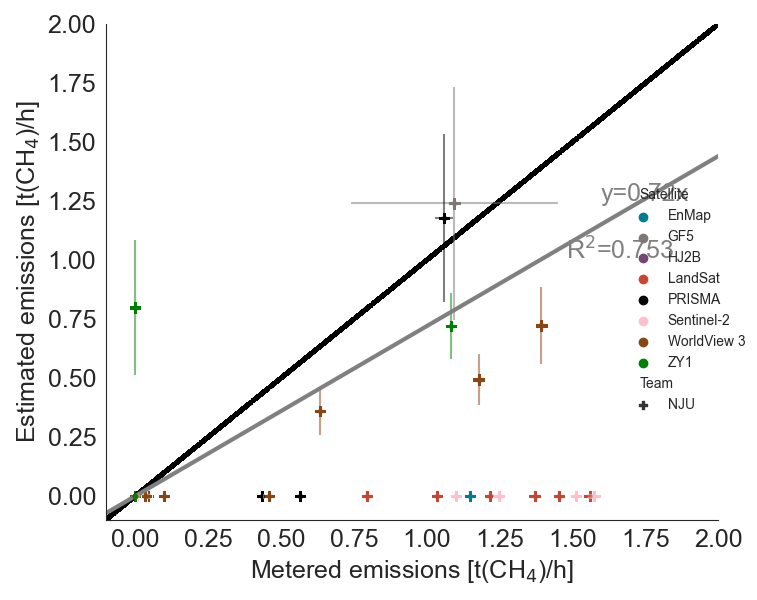 2.00
1.75
1.50
1.25
1.00
0.75
0.50
0.25
0.00
Estimated emissions [t(CH₄)/h]
y=0.72x
R²=0.753
Satellite
EnMap
GF5
HJ2B
LandSat
PRISMA
Sentinel-2
WorldView 3
ZY1
Team
NJU
0.00 0.25 0.50 0.75 1.00 1.25 1.50 1.75 2.00
Metered emissions [t(CH₄)/h]